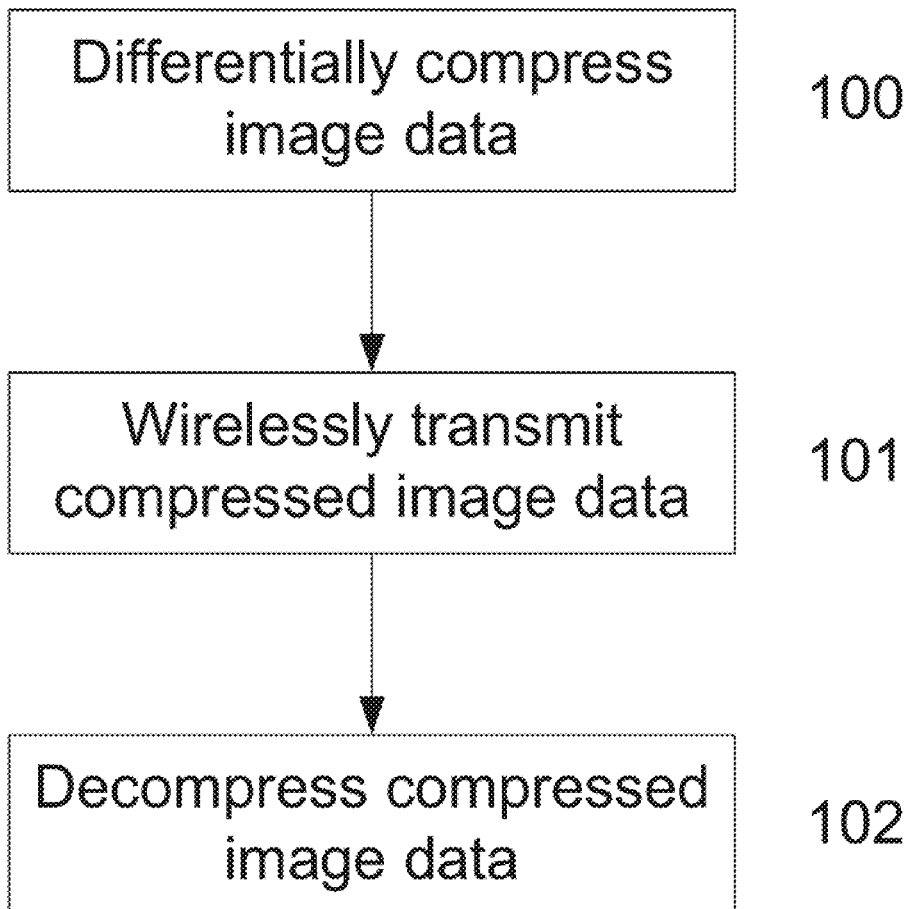 Differentially compress
image data
100
Wirelessly transmit
compressed image data
101
Decompress compressed
image data
102